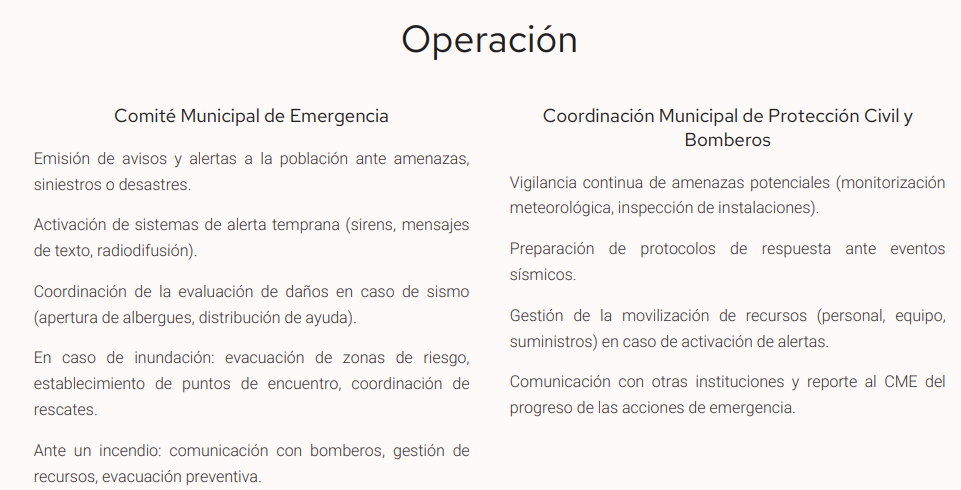 Operación
Comité Municipal de Emergencia
Emisión de avisos y alertas a la población ante amenazas,
siniestros o desastres.
Activación de sistemas de alerta temprana (sirens, mensajes
de texto, radiodifusión).
Coordinación de la evaluación de daños en caso de sismo
(apertura de albergues, distribución de ayuda).
En caso de inundación: evacuación de zonas de riesgo,
establecimiento de puntos de encuentro, coordinación de
rescates.
Ante un incendio: comunicación con bomberos, gestión de
recursos, evacuación preventiva.
Coordinación Municipal de Protección Civil y
Bomberos
Vigilancia continua de amenazas potenciales (monitorización
meteorológica, inspección de instalaciones).
Preparación de protocolos de respuesta ante eventos
sísmicos.
Gestión de la movilización de recursos (personal, equipo,
suministros) en caso de activación de alertas.
Comunicación con otras instituciones y reporte al CME del
progreso de las acciones de emergencia.